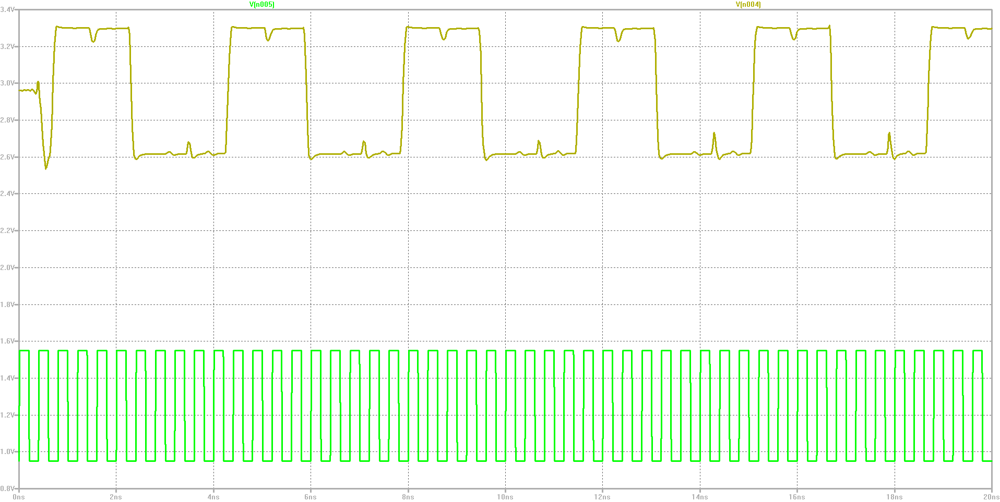 V(n005) V(n004)
3.4V
3.2V
3.0V
2.8V
2.6V
2.4V
2.2V
2.0V
1.8V
1.6V
1.4V
1.2V
1.0V
0.8V
0ns 2ns 4ns 6ns 8ns 10ns 12ns 14ns 16ns 18ns 20ns